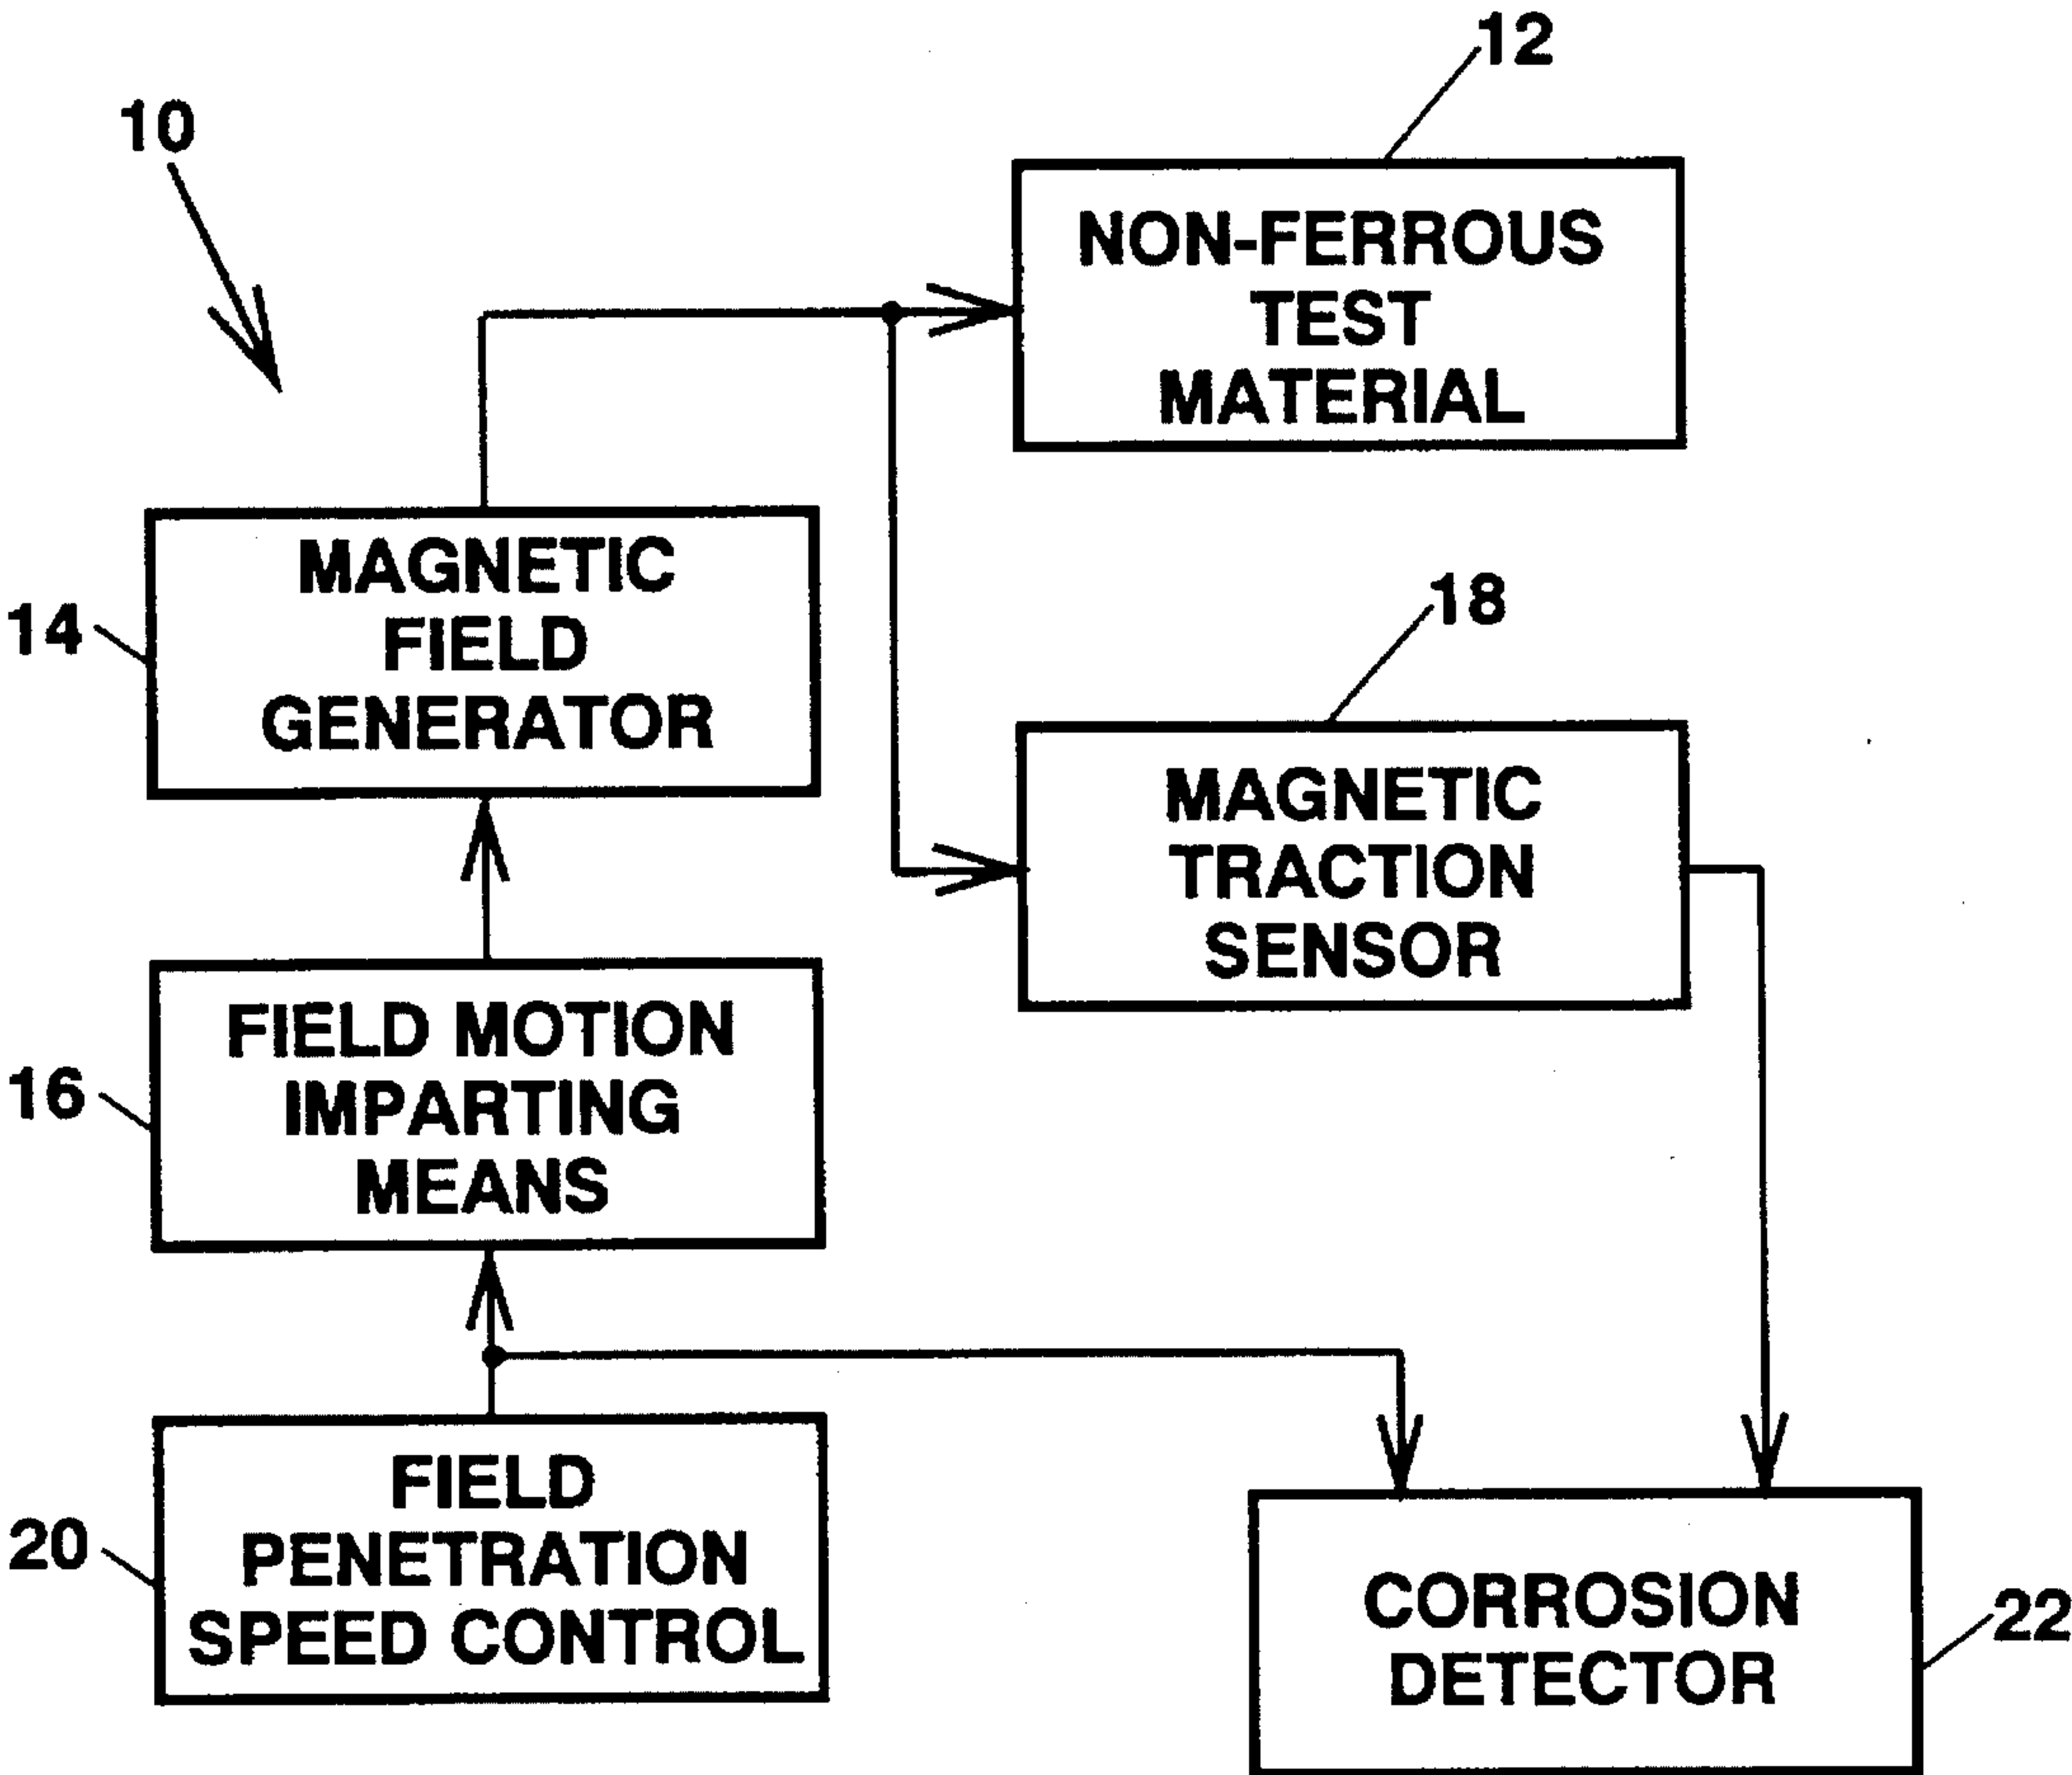 12
10
NON-FERROUS
TEST
MATERIAL
MAGNETIC
FIELD
GENERATOR
14
18
MAGNETIC
TRACTION
SENSOR
FIELD MOTION
IMPARTING
MEANS
16
FIELD
PENETRATION
SPEED CONTROL
20
CORROSION
DETECTOR
22